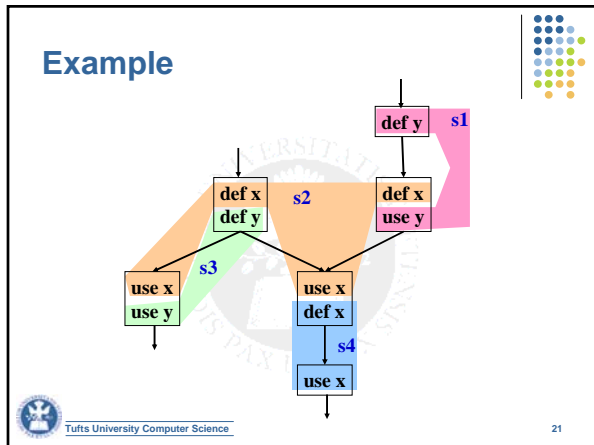 Example
def y
s1
def x
def y
s2
def x
use y
s3
use x
use y
use x
def x
s4
use x
Tufts University Computer Science
21